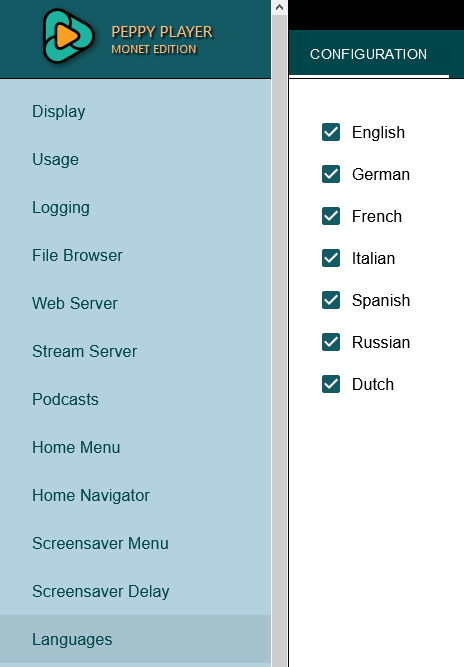 PEPPY PLAYER
MONET EDITION
Display
Usage
Logging
File Browser
Web Server
Stream Server
Podcasts
Home Menu
Home Navigator
Screensaver Menu
Screensaver Delay
Languages
CONFIGURATION
English
German
French
Italian
Spanish
Russian
Dutch